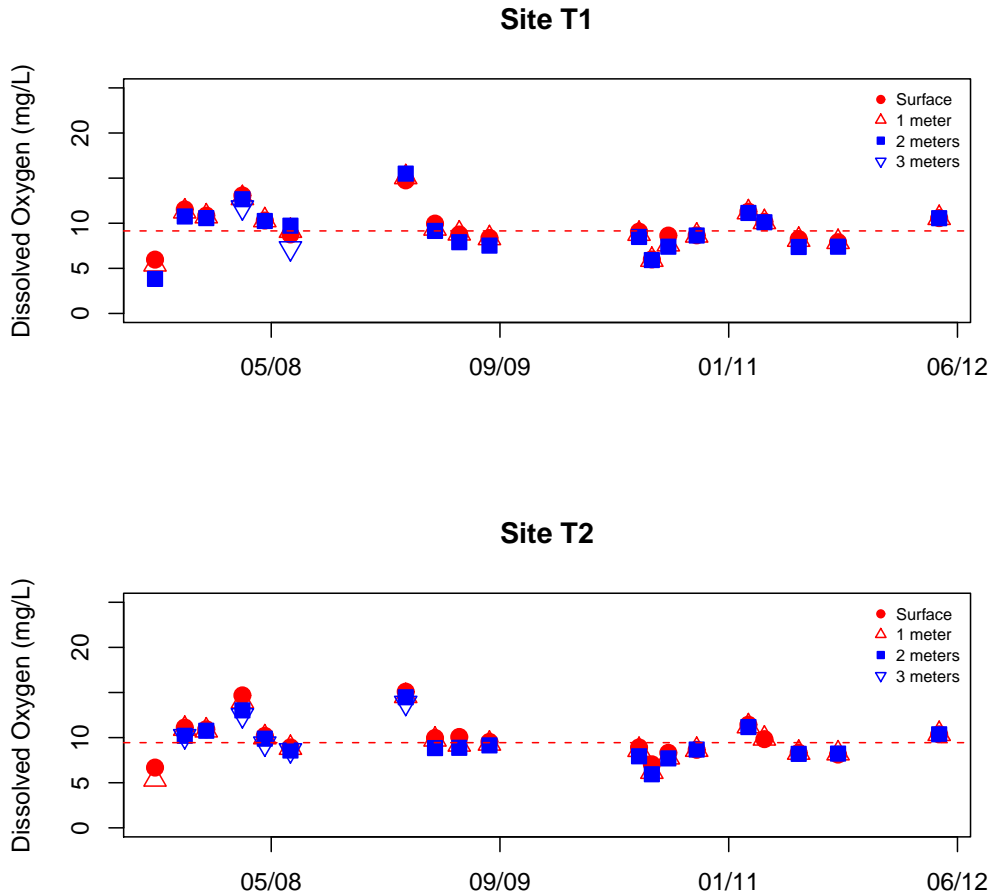 Site T1
Dissolved Oxygen (mg/L)
20
10
5
0
Surface
1 meter
2 meters
3 meters
05/08
09/09
01/11
06/12
Site T2
Dissolved Oxygen (mg/L)
20
10
5
0
Surface
1 meter
2 meters
3 meters
05/08
09/09
01/11
06/12